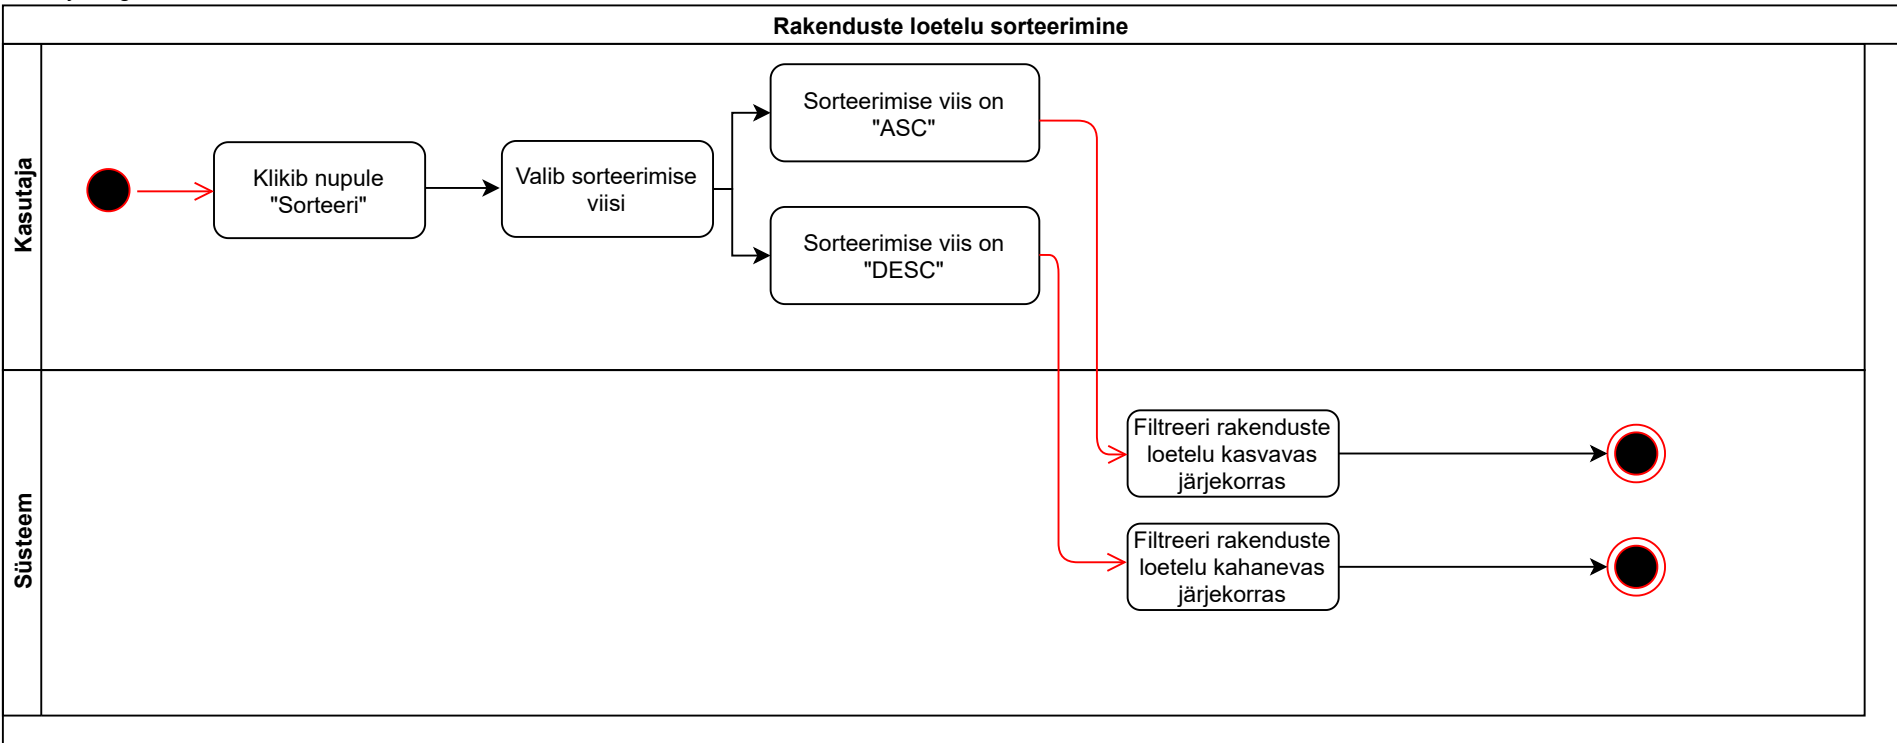 Rakenduste loetelu sorteerimine
Kasutaja
Klikib nupule
"Sorteeri"
Valib sorteerimise
viisi
Sorteerimise viis on
"ASC"
Sorteerimise viis on
"DESC"
Süsteem
Filtreeri rakenduste
loetelu kasvavas
järjekorras
Filtreeri rakenduste
loetelu kahanevas
järjekorras